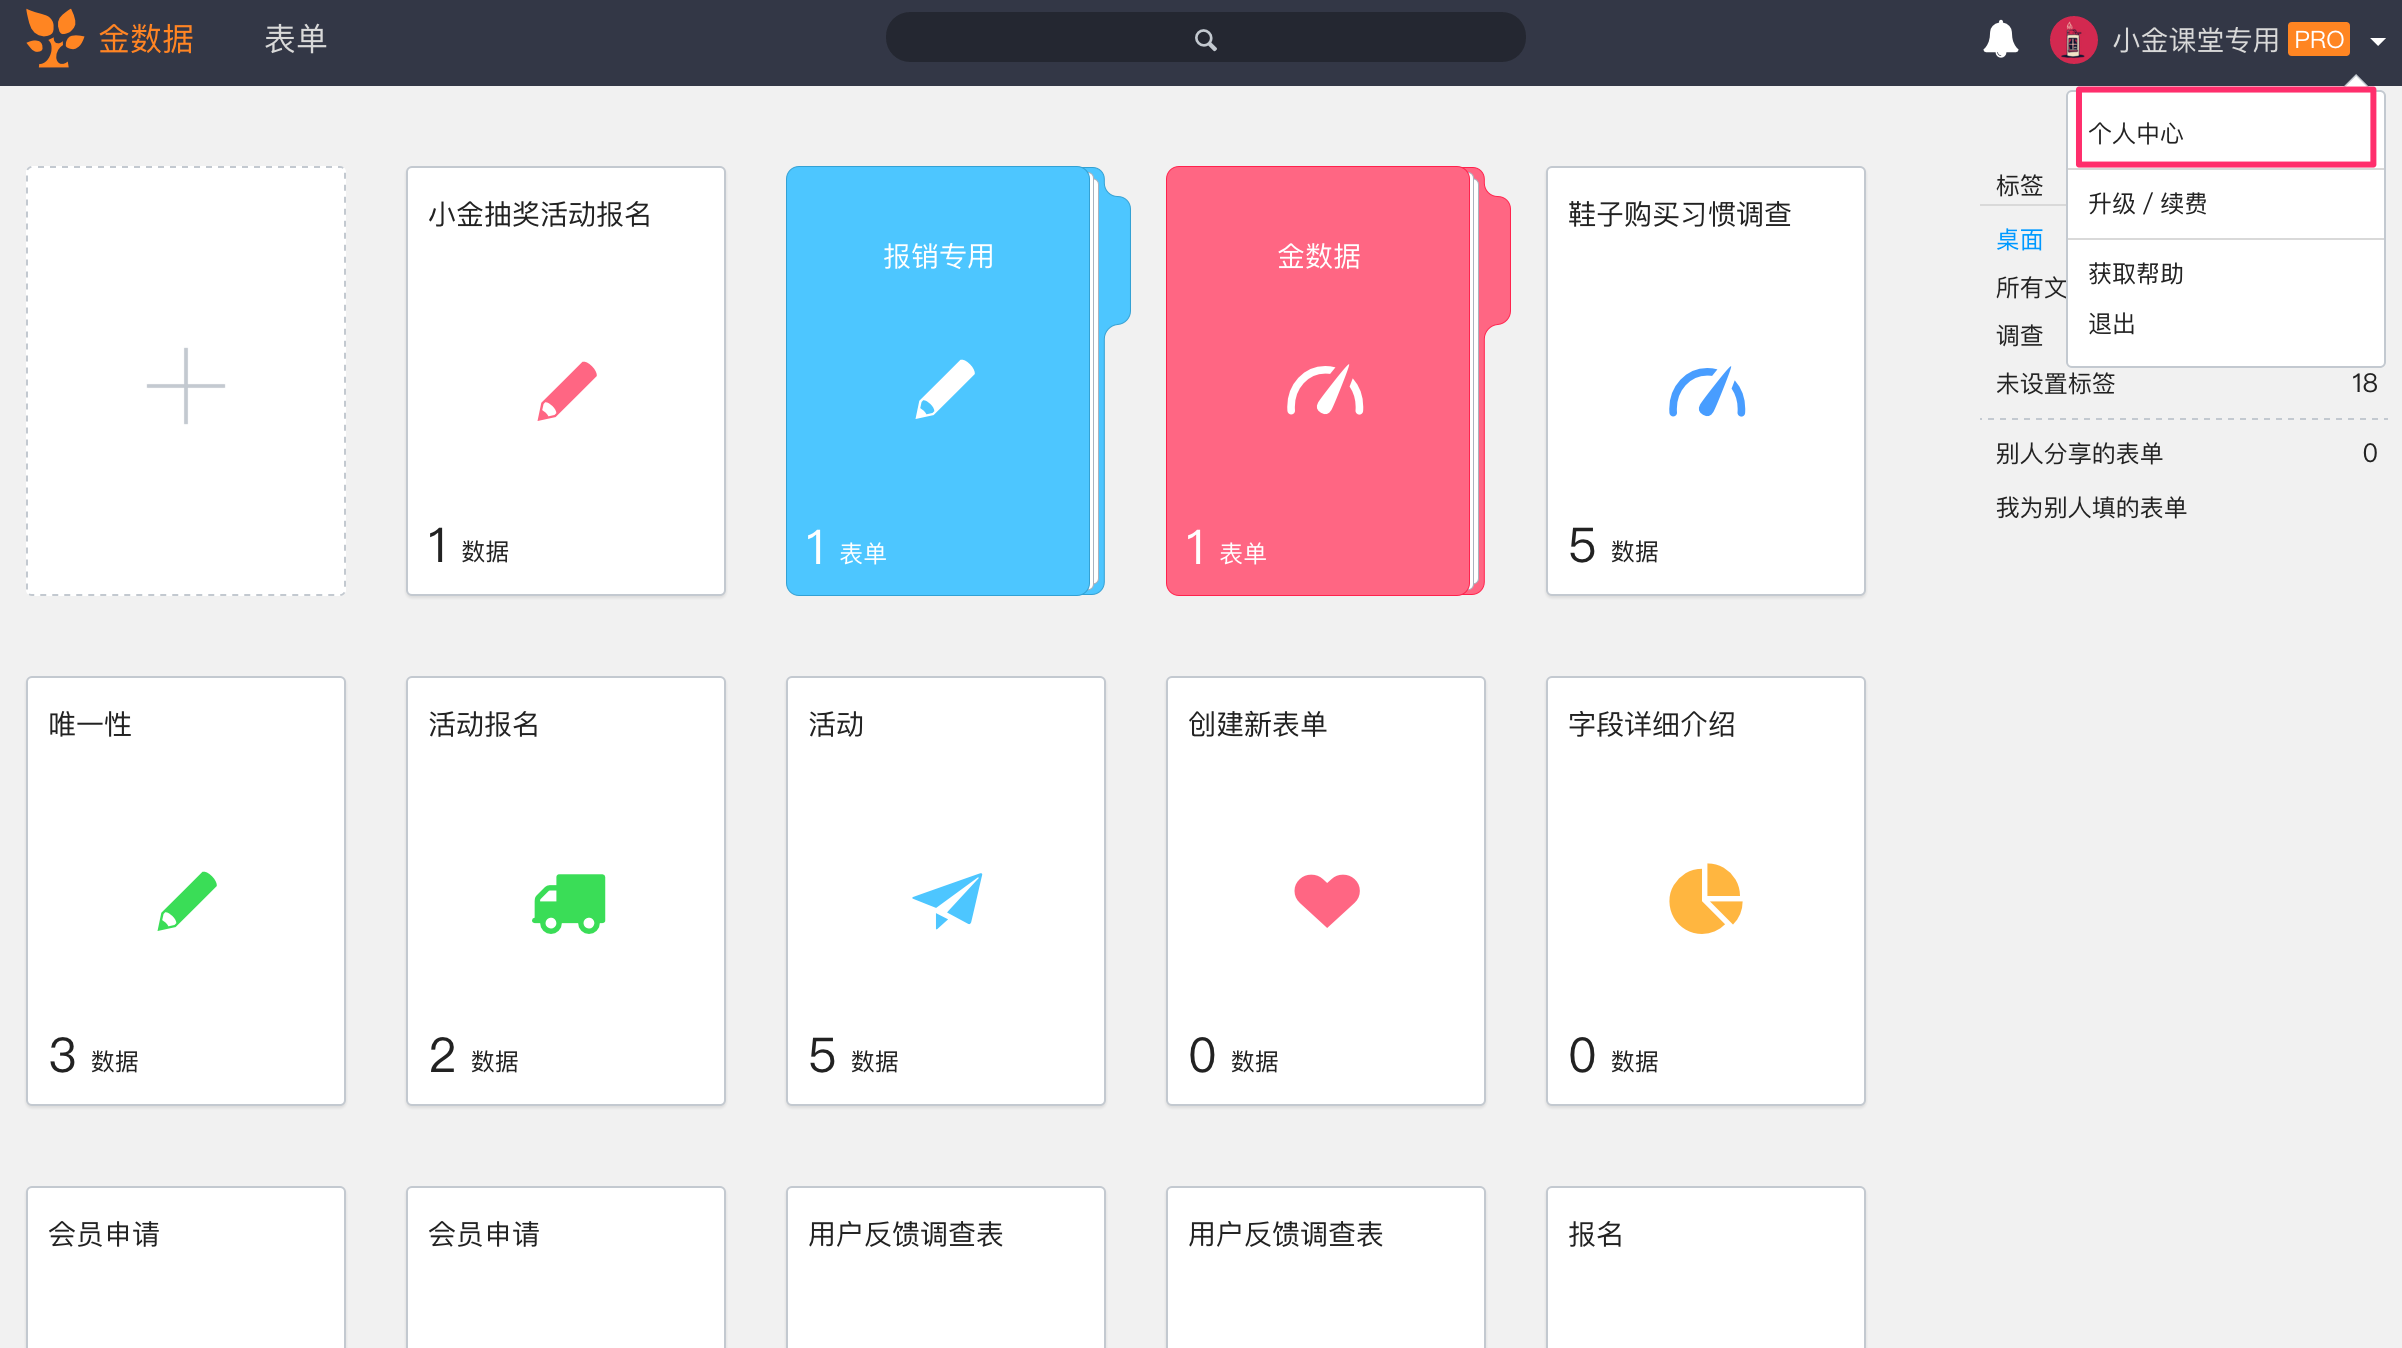 金数据
表单
小金课堂专用 PRO
个人中心
升级 / 续费
获取帮助
退出
标签
桌面
所有文
调查
未设置标签 18
别人分享的表单 0
我为别人填的表单
小金抽奖活动报名
1 数据
报销专用
1 表单
金数据
1 表单
鞋子购买习惯调查
5 数据
唯一性
3 数据
活动报名
2 数据
活动
5 数据
创建新表单
0 数据
字段详细介绍
0 数据
会员申请
会员申请
用户反馈调查表
用户反馈调查表
报名